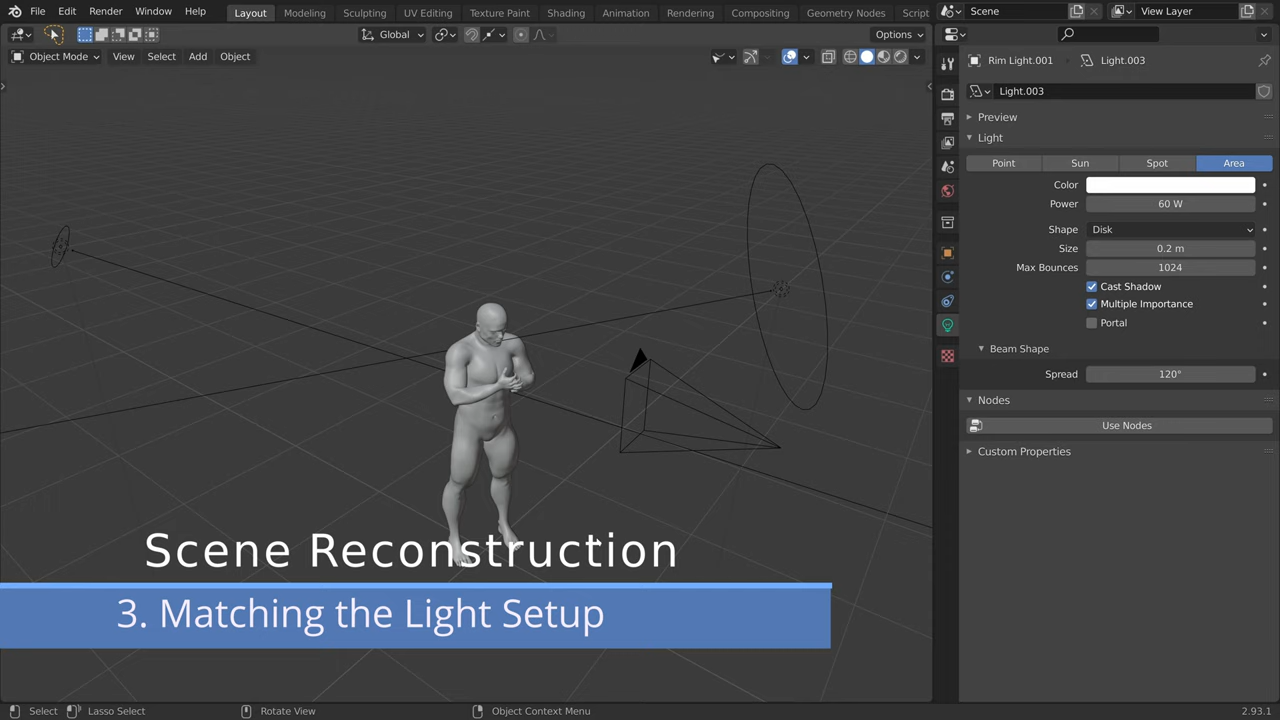 File Edit Render Window Help Layout Modeling Sculpting UV Editing Texture Paint Shading Animation Rendering Compositing Geometry Nodes Script
Scene View Layer
Global Options
Object Mode View Select Add Object
Rim Light.001 Light.003
Light.003
Preview
Light
Point Sun Spot Area
Color
Power 60 W
Shape Disk
Size 0.2 m
Max Bounces 1024
Cast Shadow
Multiple Importance
Portal
Beam Shape
Spread 120°
Nodes
Use Nodes
Custom Properties
Scene Reconstruction
3. Matching the Light Setup
Select Lasso Select Rotate View Object Context Menu 2.93.1